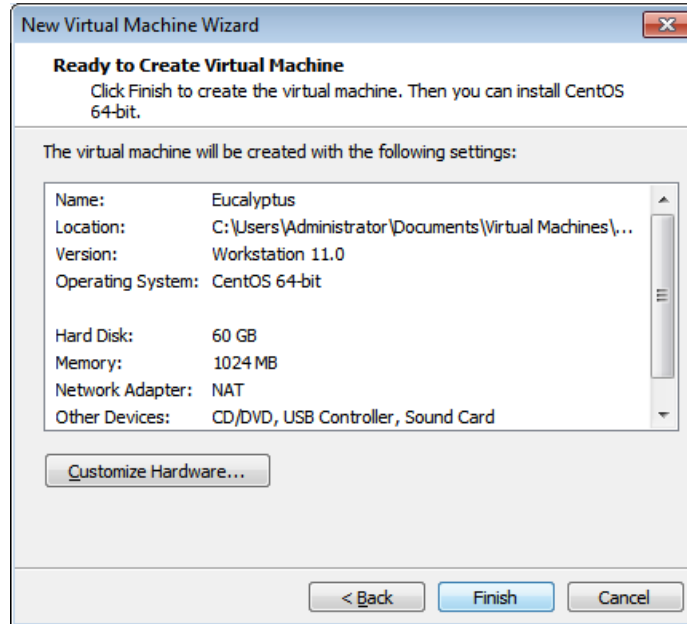 New Virtual Machine Wizard
Ready to Create Virtual Machine
Click Finish to create the virtual machine. Then you can install CentOS
64-bit.
The virtual machine will be created with the following settings:
Name: Eucalyptus
Location: C:\Users\Administrator\Documents\Virtual Machines\...
Version: Workstation 11.0
Operating System: CentOS 64-bit
Hard Disk: 60 GB
Memory: 1024 MB
Network Adapter: NAT
Other Devices: CD/DVD, USB Controller, Sound Card
Customize Hardware...
< Back Finish Cancel